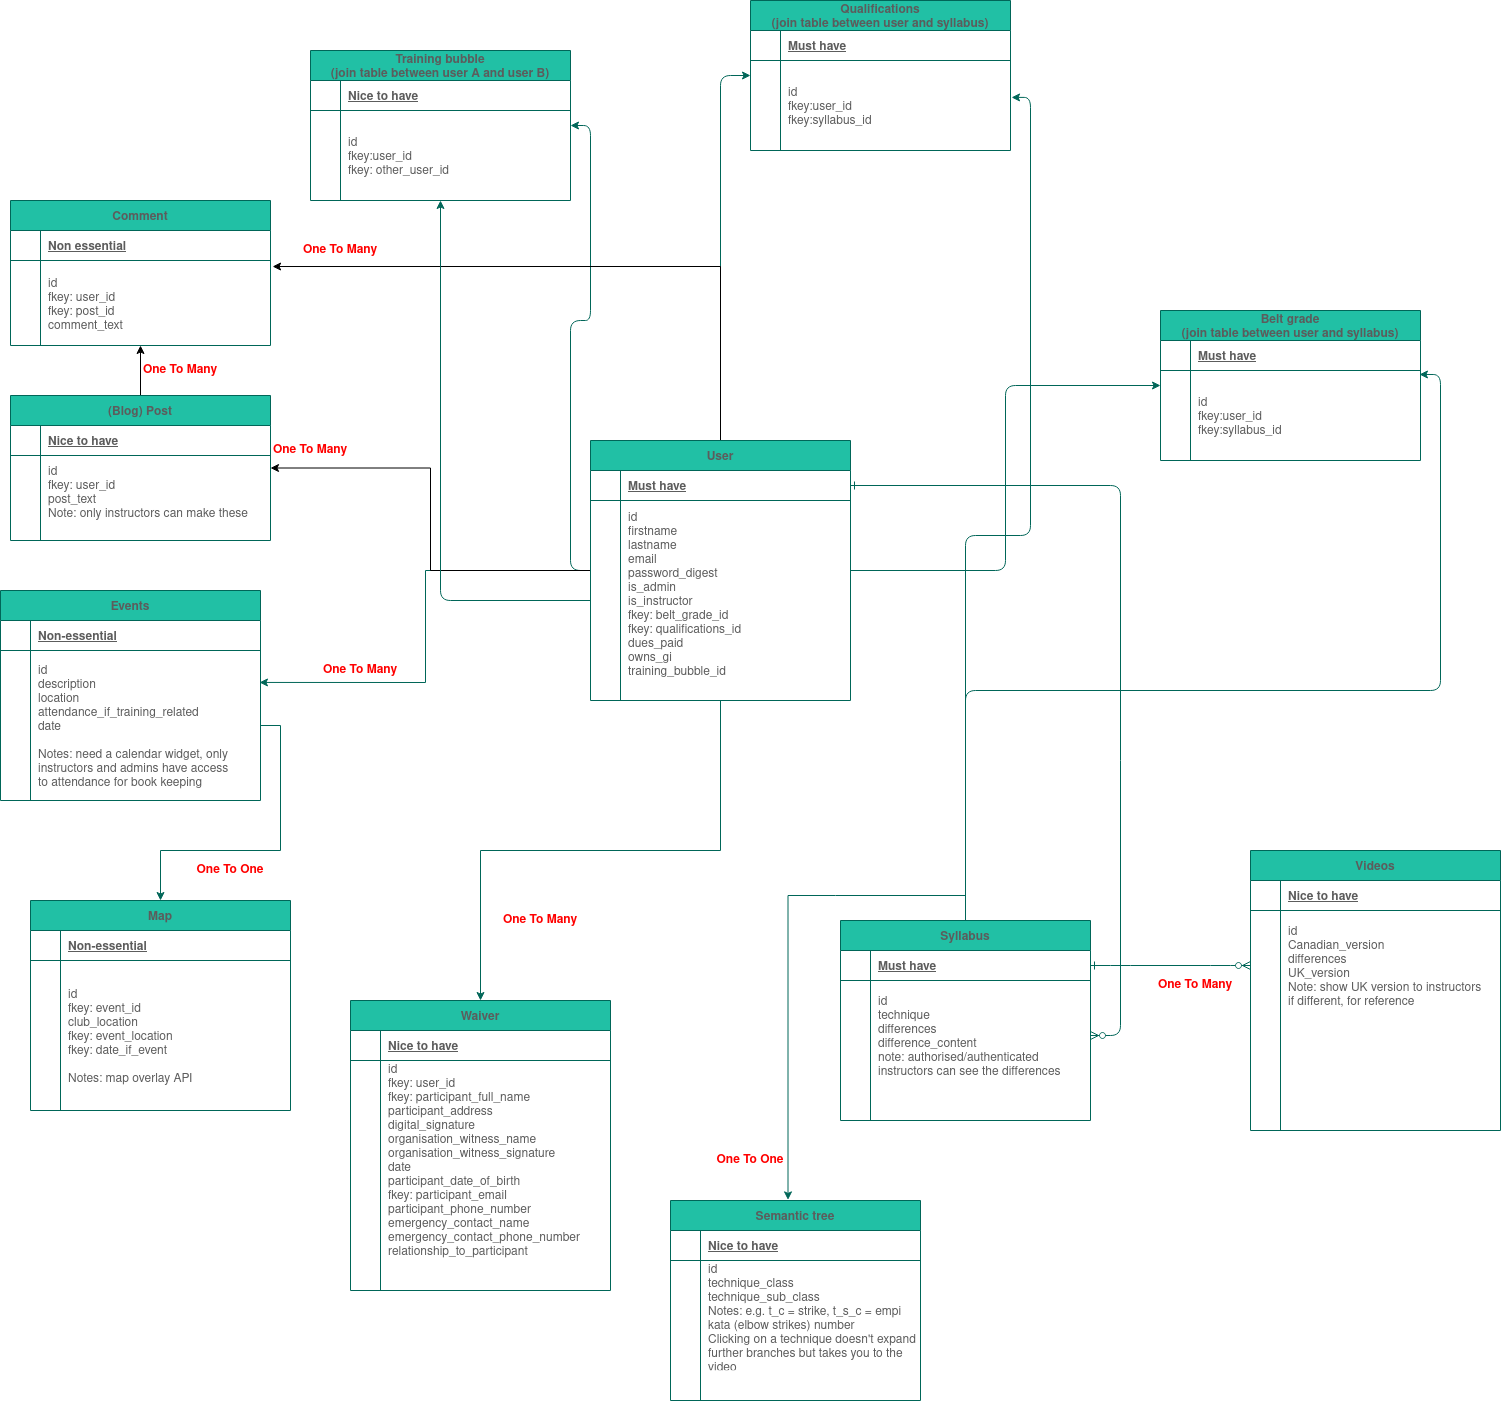 Qualifications
(join table between user and syllabus)
Must have
id
fkey:user_id
fkey:syllabus_id
Training bubble
(join table between user A and user B)
Nice to have
id
fkey:user_id
fkey: other_user_id
Comment
Non essential
id
fkey: user_id
fkey: post_id
comment_text
One To Many
One To Many
(Blog) Post
Nice to have
id
fkey: user_id
post_text
Note: only instructors can make these
One To Many
Belt grade
(join table between user and syllabus)
Must have
id
fkey:user_id
fkey:syllabus_id
User
Must have
id
firstname
lastname
email
password_digest
is_admin
is_instructor
fkey: belt_grade_id
fkey: qualifications_id
dues_paid
owns_gi
training_bubble_id
Events
Non-essential
id
description
location
attendance_if_training_related
date
Notes: need a calendar widget, only
instructors and admins have access
to attendance for book keeping
One To Many
One To One
Map
Non-essential
id
fkey: event_id
club_location
fkey: event_location
fkey: date_if_event
Notes: map overlay API
One To Many
Waiver
Nice to have
id
fkey: user_id
fkey: participant_full_name
participant_address
digital_signature
organisation_witness_name
organisation_witness_signature
date
participant_date_of_birth
fkey: participant_email
participant_phone_number
emergency_contact_name
emergency_contact_phone_number
relationship_to_participant
Syllabus
Must have
id
technique
differences
difference_content
note: authorised/authenticated
instructors can see the differences
One To Many
Videos
Nice to have
id
Canadian_version
differences
UK_version
Note: show UK version to instructors
if different, for reference
One To One
Semantic tree
Nice to have
id
technique_class
technique_sub_class
Notes: e.g. t_c = strike, t_s_c = empi
kata (elbow strikes) number
Clicking on a technique doesn't expand
further branches but takes you to the
video